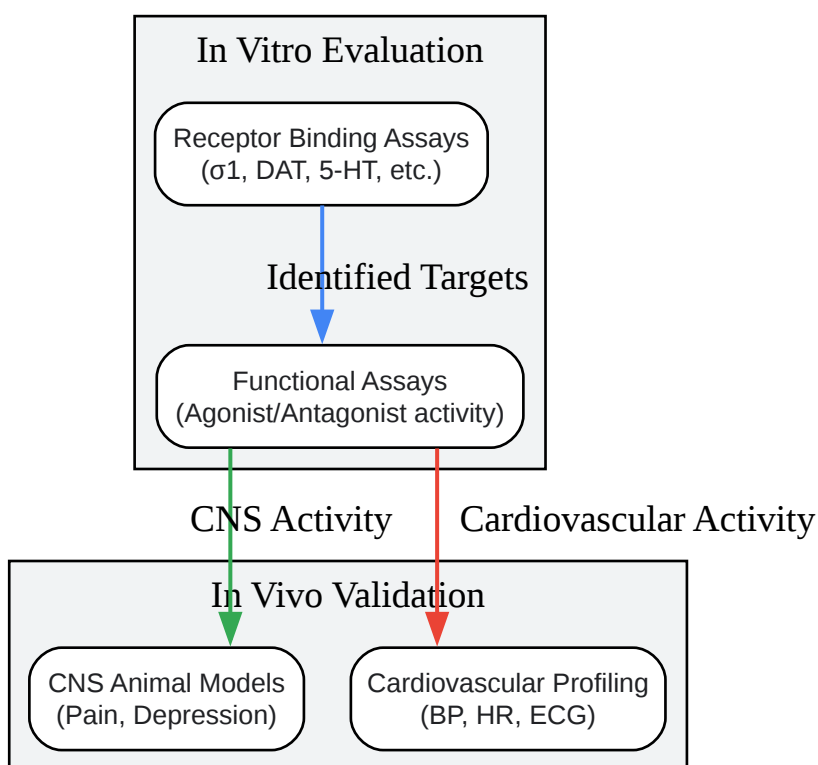 In Vitro Evaluation
Receptor Binding Assays
(σ1, DAT, 5-HT, etc.)
Identified Targets
Functional Assays
(Agonist/Antagonist activity)
CNS Activity
Cardiovascular Activity
In Vivo Validation
CNS Animal Models
(Pain, Depression)
Cardiovascular Profiling
(BP, HR, ECG)